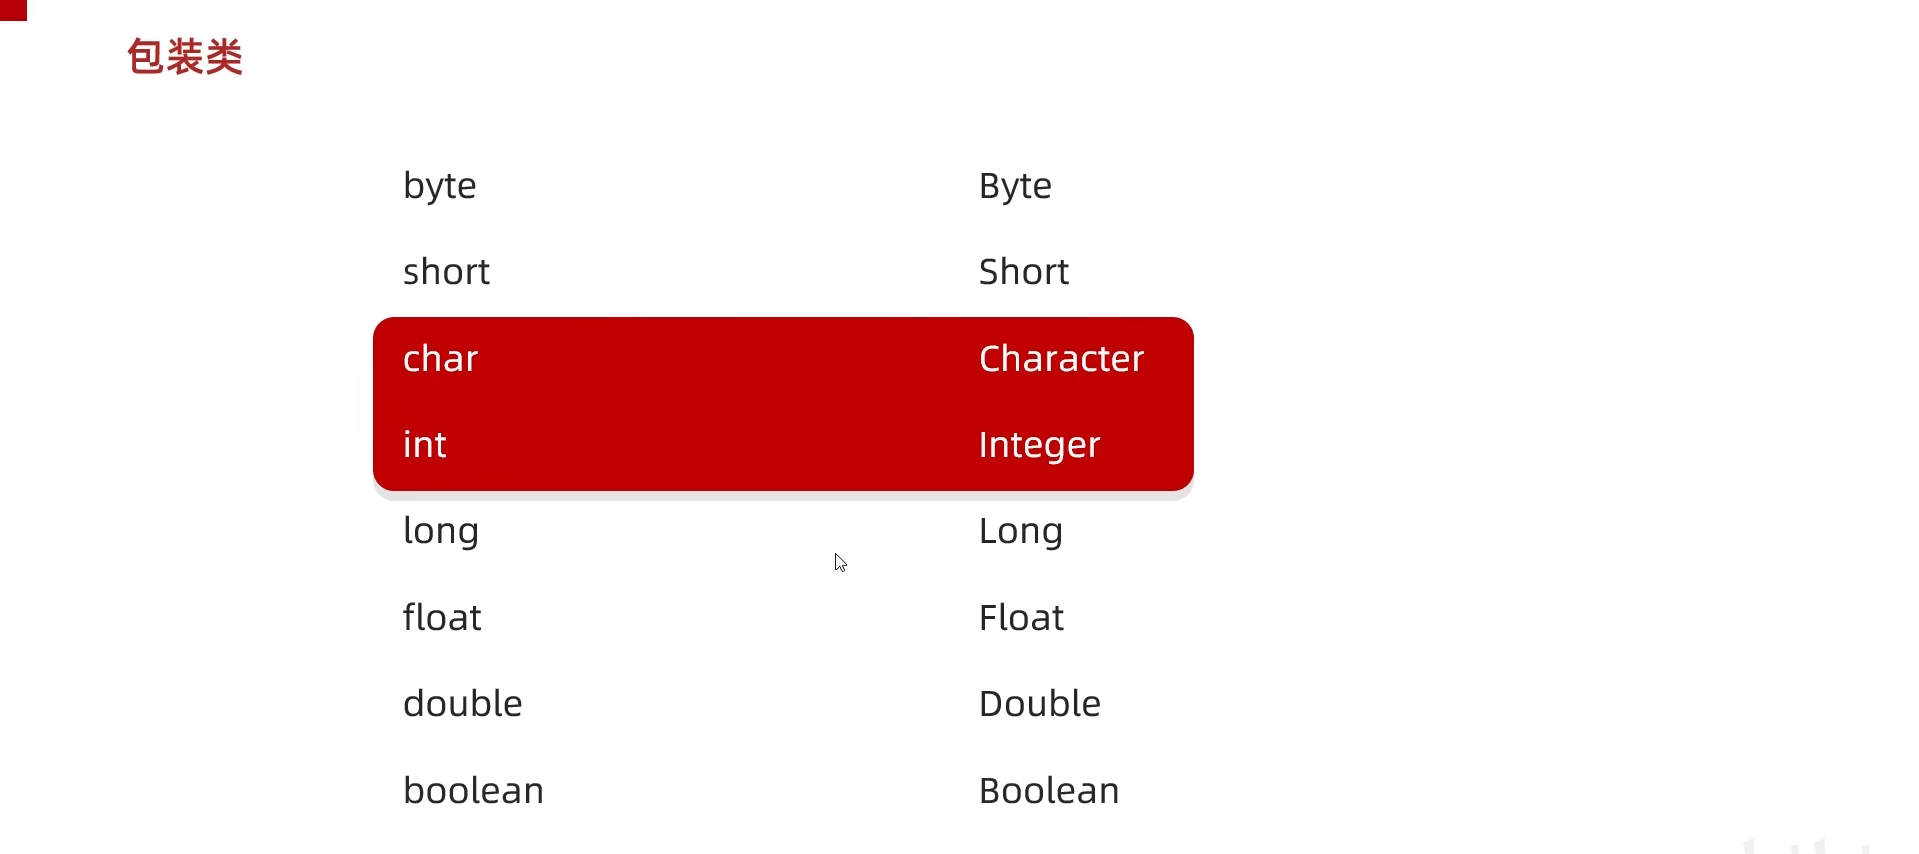 包装类
byte Byte
short Short
char Character
int Integer
long Long
float Float
double Double
boolean Boolean